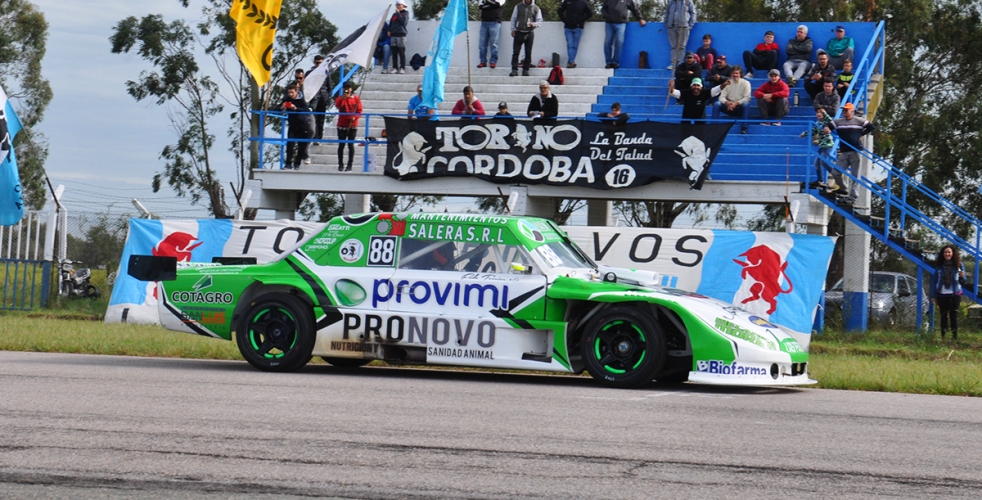 TORINO
CORDOBA
La Banda
Del Talud
16
TO
VOS
MANTENIMIENTOS
SALERAS.R.L
88
COTAGRO
provimi
PRONOVO
NUTRICION
SANIDAD ANIMAL
Biofarma